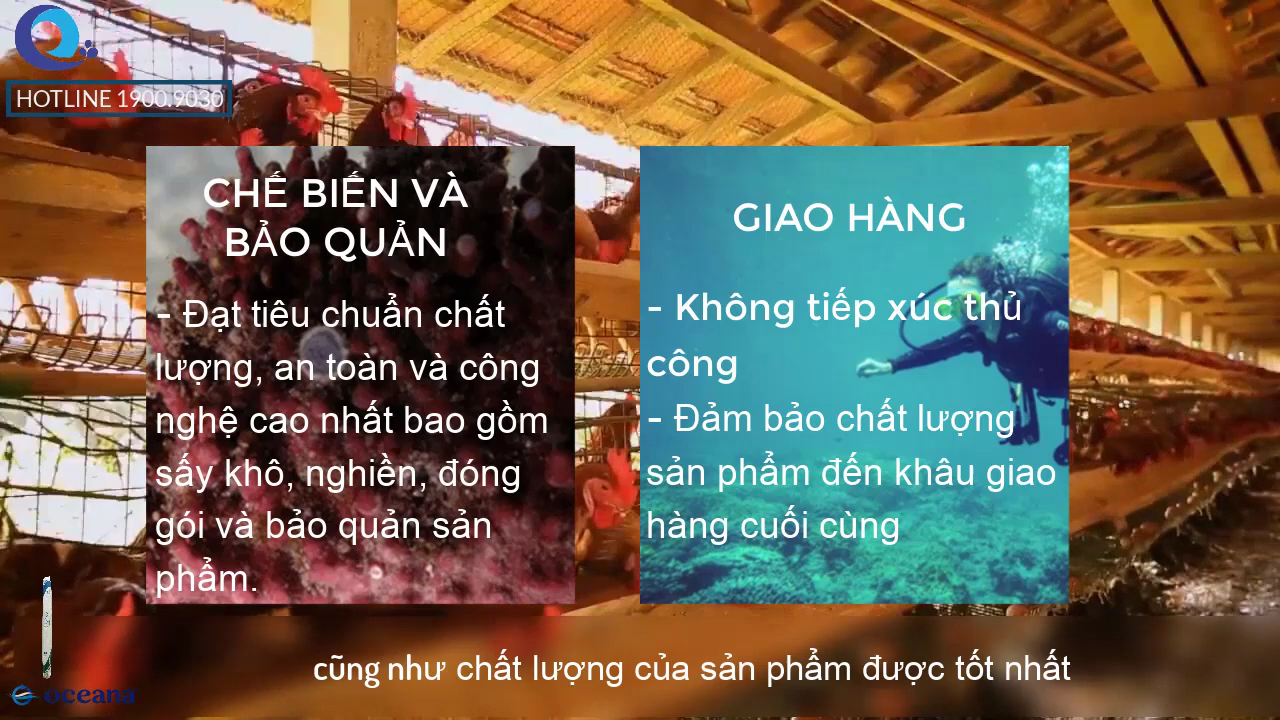 HOTLINE 1900.9030
CHẾ BIẾN VÀ
BẢO QUẢN
- Đạt tiêu chuẩn chất
lượng, an toàn và công
nghệ cao nhất bao gồm
sấy khô, nghiền, đóng
gói và bảo quản sản
phẩm.
GIAO HÀNG
- Không tiếp xúc thủ
công
- Đảm bảo chất lượng
sản phẩm đến khâu giao
hàng cuối cùng
cũng như chất lượng của sản phẩm được tốt nhất
oceana